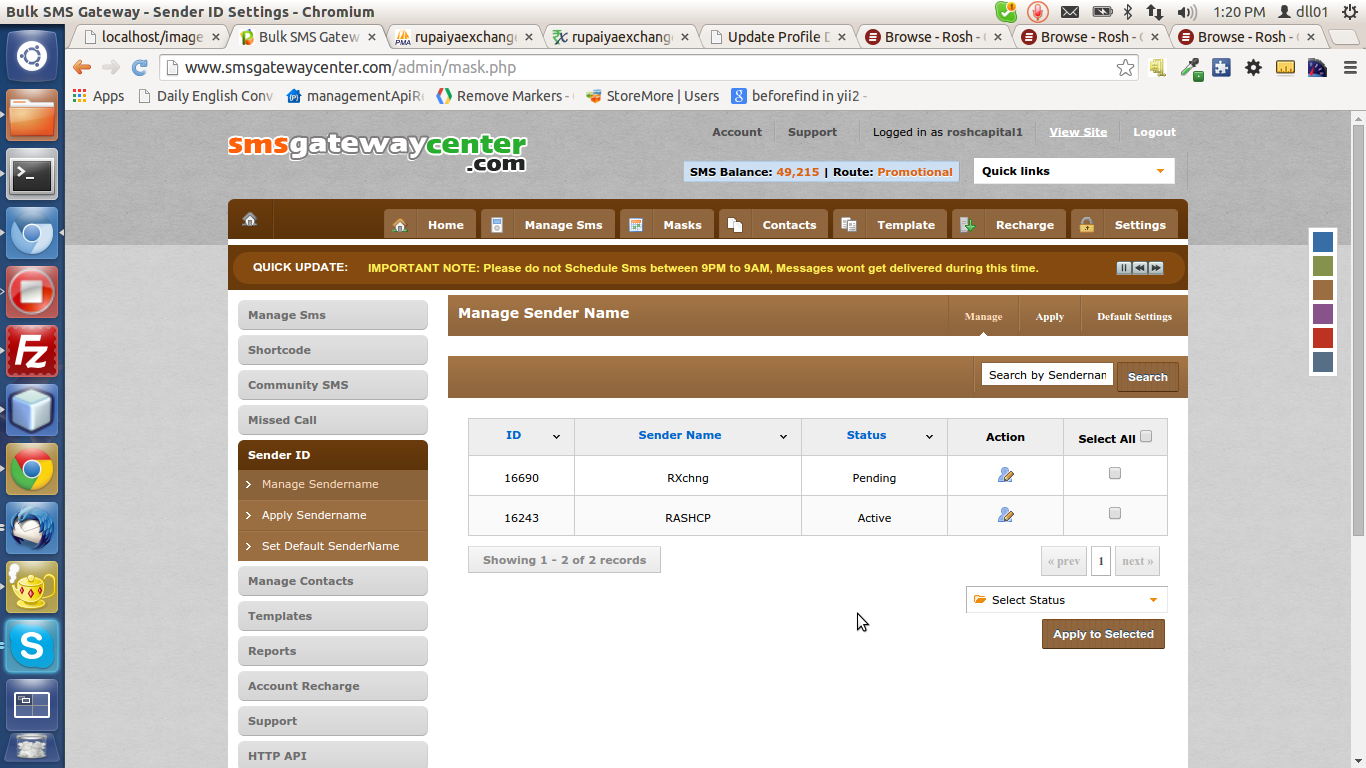 Bulk SMS Gateway - Sender ID Settings - Chromium
1:20 PM
dll01
localhost/image
Bulk SMS Gatew
rupaiyaexchange
rupaiyaexchange
Update Profile D
Browse - Rosh -
Browse - Rosh -
Browse - Rosh -
www.smsgatewaycenter.com/admin/mask.php
Apps
Daily English Conv
managementApiRe
Remove Markers -
StoreMore | Users
beforefind in yii2 -
smsgatewaycenter
.com
Account
Support
Logged in as roshcapital1
View Site
Logout
SMS Balance: 49,215 | Route: Promotional
Quick links
Home
Manage Sms
Masks
Contacts
Template
Recharge
Settings
QUICK UPDATE:
IMPORTANT NOTE: Please do not Schedule Sms between 9PM to 9AM, Messages wont get delivered during this time.
Manage Sms
Shortcode
Community SMS
Missed Call
Sender ID
Manage Sendername
Apply Sendername
Set Default SenderName
Manage Contacts
Templates
Reports
Account Recharge
Support
HTTP API
Manage Sender Name
Manage
Apply
Default Settings
Search by Sendernan
Search
ID
Sender Name
Status
Action
Select All
16690
RXchng
Pending
16243
RASHCP
Active
Showing 1 - 2 of 2 records
« prev
1
next »
Select Status
Apply to Selected